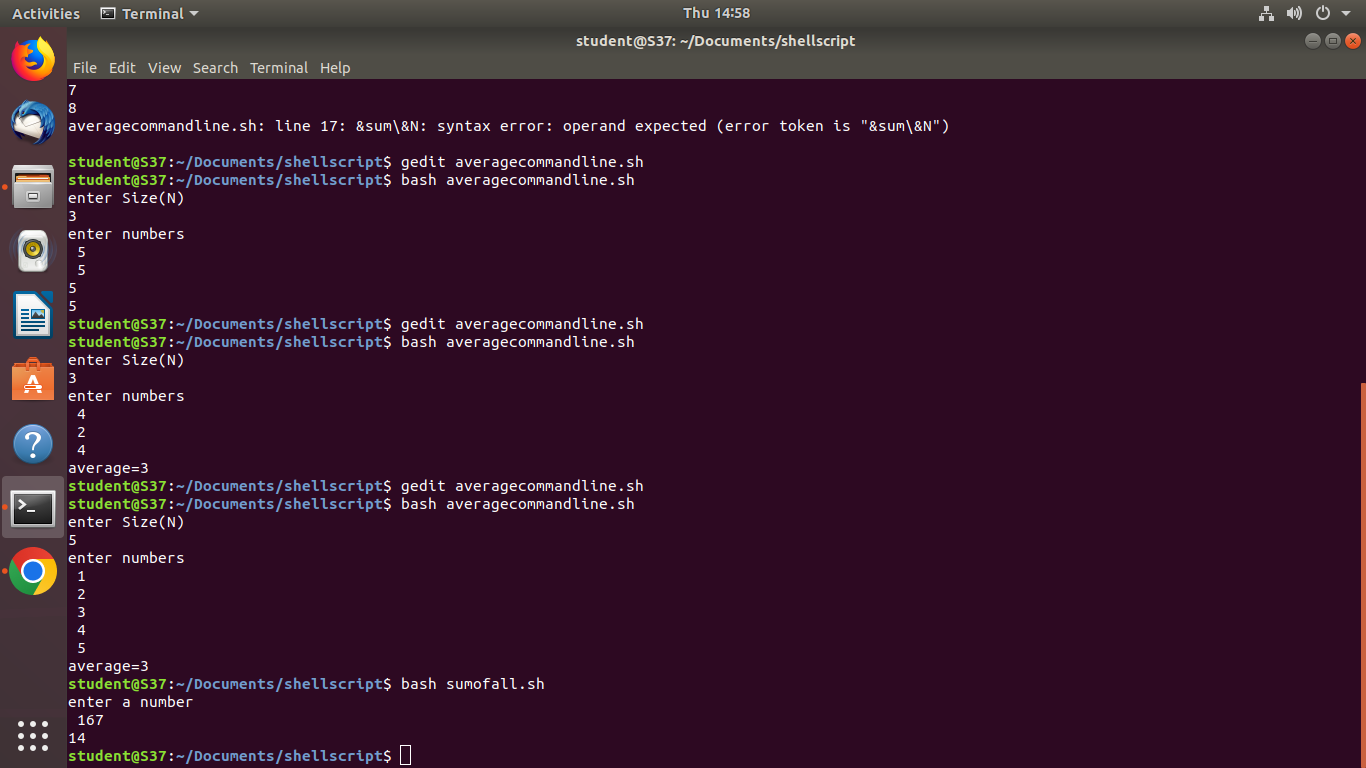 Activities Terminal Thu 14:58
student@S37: ~/Documents/shellscript
File Edit View Search Terminal Help
7
8
averagecommandline.sh: line 17: &sum\&N: syntax error: operand expected (error token is "&sum\&N")
student@S37:~/Documents/shellscript$ gedit averagecommandline.sh
student@S37:~/Documents/shellscript$ bash averagecommandline.sh
enter Size(N)
3
enter numbers
5
5
5
5
student@S37:~/Documents/shellscript$ gedit averagecommandline.sh
student@S37:~/Documents/shellscript$ bash averagecommandline.sh
enter Size(N)
3
enter numbers
4
2
4
average=3
student@S37:~/Documents/shellscript$ gedit averagecommandline.sh
student@S37:~/Documents/shellscript$ bash averagecommandline.sh
enter Size(N)
5
enter numbers
1
2
3
4
5
average=3
student@S37:~/Documents/shellscript$ bash sumofall.sh
enter a number
167
14
student@S37:~/Documents/shellscript$